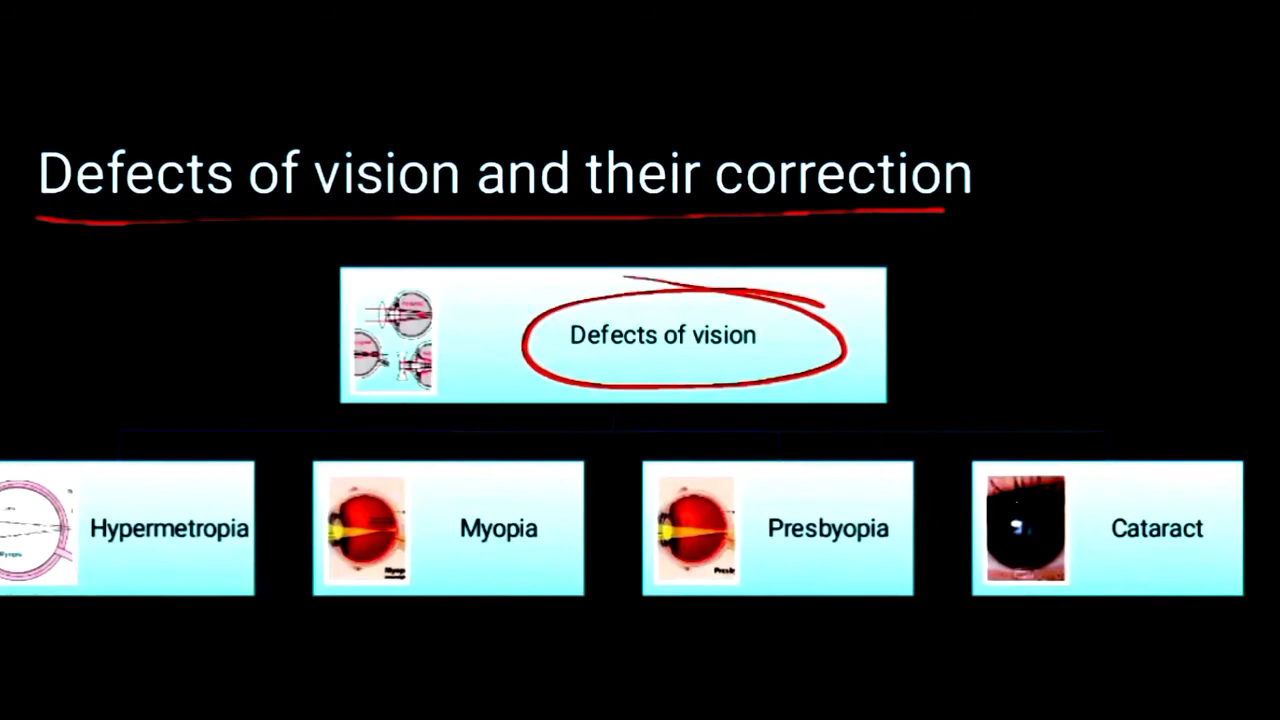 Defects of vision and their correction
Defects of vision
Hypermetropia
Myopia
Presbyopia
Cataract